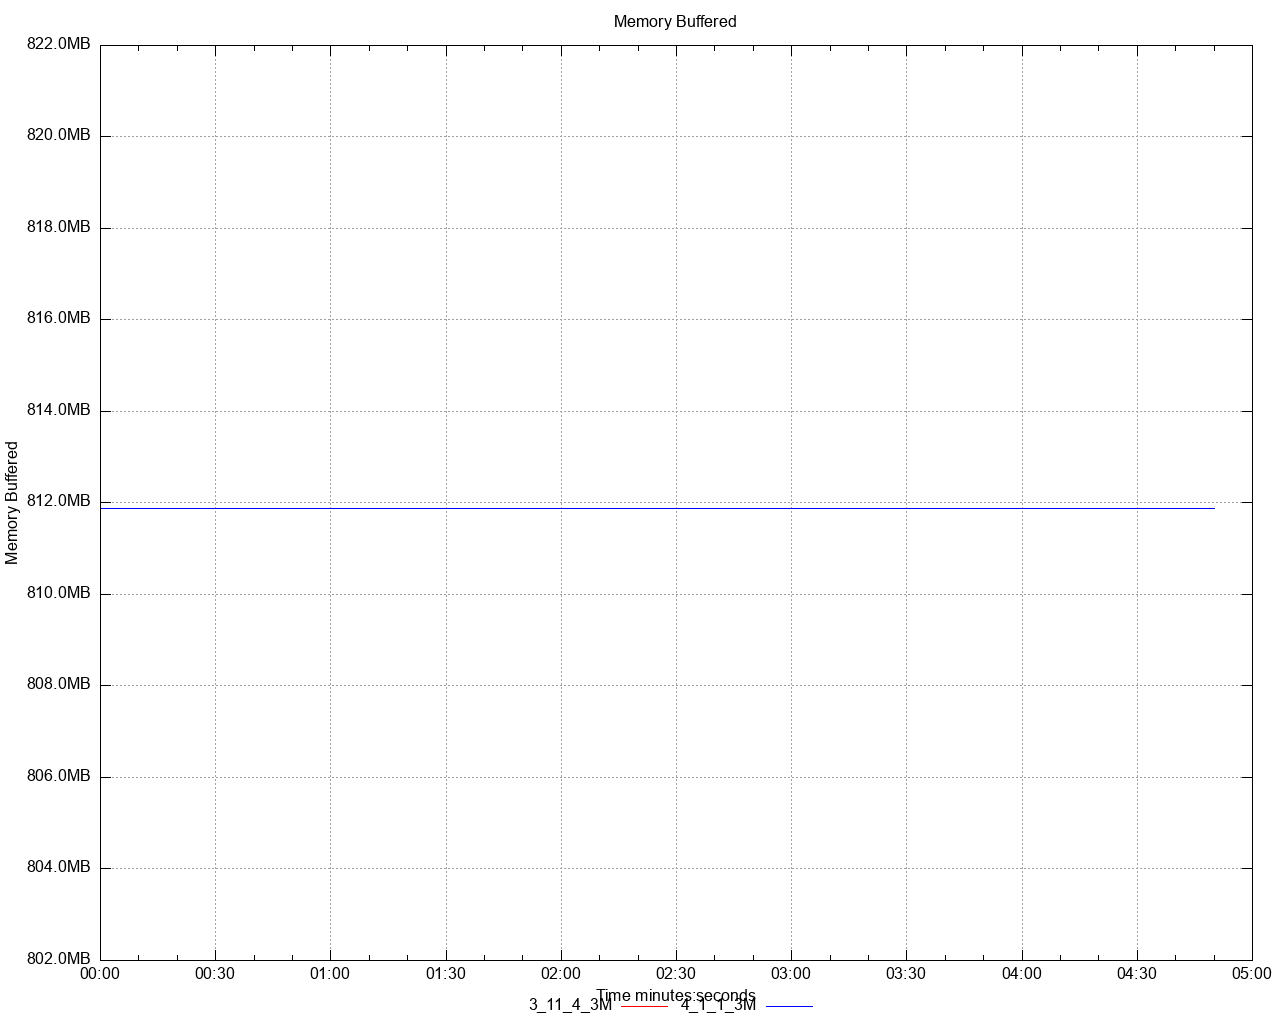 Memory Buffered
822.0MB
820.0MB
818.0MB
816.0MB
814.0MB
812.0MB
810.0MB
808.0MB
806.0MB
804.0MB
802.0MB
Memory Buffered
00:00 00:30 01:00 01:30 02:00 02:30 03:00 03:30 04:00 04:30 05:00
Time minutes:seconds
3_11_4_3M 4_1_1_3M